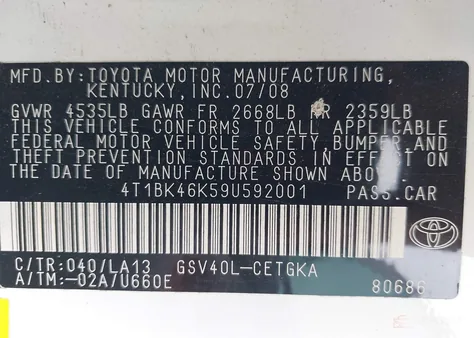 MFD.BY:TOYOTA MOTOR MANUFACTURING,
KENTUCKY, INC.07/08
GVWR 4535LB GAWR FR 2668LB RR 2359LB
THIS VEHICLE CONFORMS TO ALL APPLICABLE
FEDERAL MOTOR VEHICLE SAFETY, BUMPER, AND
THEFT PREVENTION STANDARDS IN EFFECT ON
THE DATE OF MANUFACTURE SHOWN ABOVE.
4T1BK46K59U592001 PASS.CAR
C/TR:040/LA13 GSV40L-CETGKA
A/TM:-02A/U660E 80686
TOYOTA